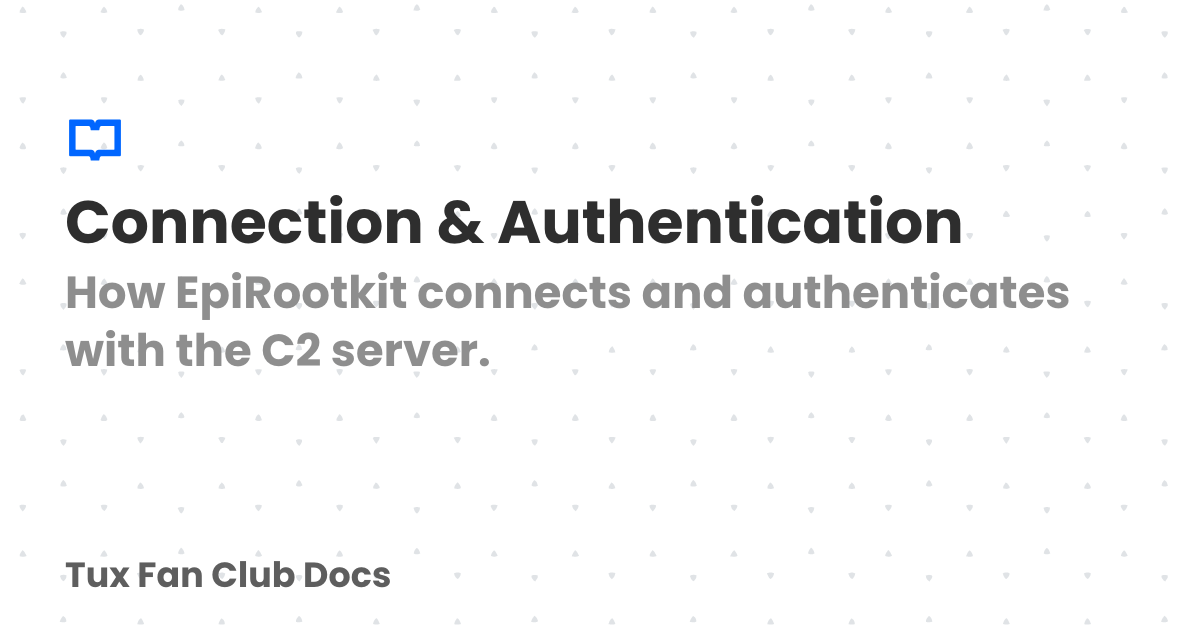 Connection & Authentication
How EpiRootkit connects and authenticates
with the C2 server.
Tux Fan Club Docs